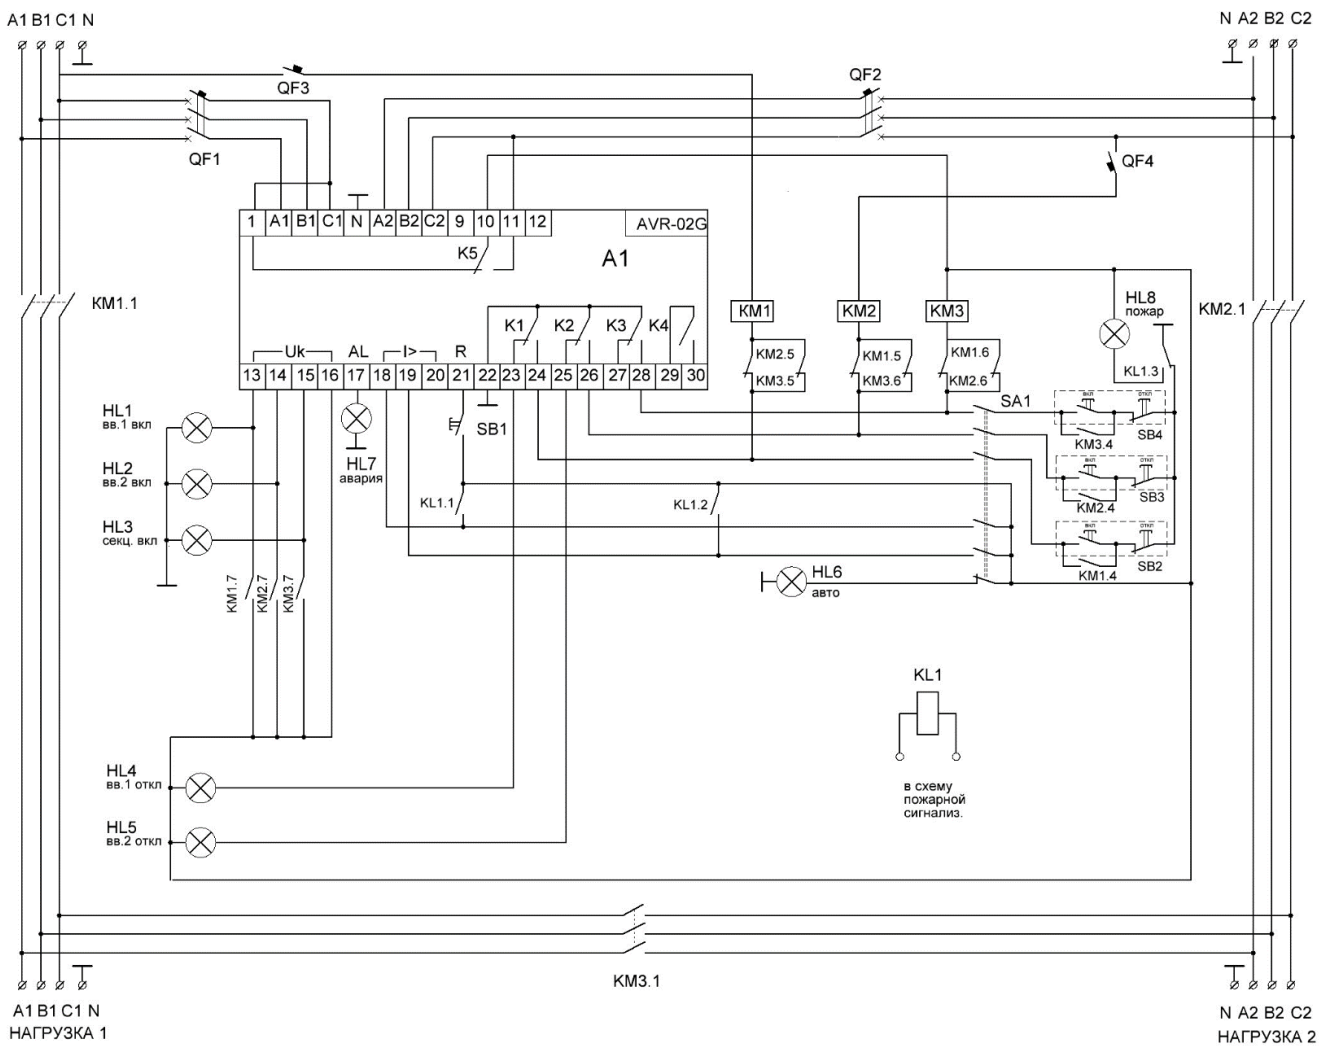 A1 B1 C1 N
N A2 B2 C2
QF3
QF2
QF1
QF4
1 A1 B1 C1 N A2 B2 C2 9 10 11 12
AVR-02G
K5
A1
KM1.1
KM1
KM2
KM3
HL8
пожар
KM2.1
K1
K2
K3
K4
Uk
AL
I>
R
KM2.5
KM1.5
KM1.6
KM3.5
KM3.6
KM2.6
KL1.3
13 14 15 16 17 18 19 20 21 22 23 24 25 26 27 28 29 30
HL1
вв.1 вкл
SB1
SA1
вкл
откл
KM3.4
SB4
HL7
авария
HL2
вв.2 вкл
вкл
откл
KM2.4
SB3
KL1.1
KL1.2
HL3
секц. вкл
вкл
откл
KM1.4
SB2
KM1.7
KM2.7
KM3.7
HL6
авто
KL1
HL4
вв.1 откл
в схему
пожарной
сигнализ.
HL5
вв.2 откл
KM3.1
A1 B1 C1 N
НАГРУЗКА 1
N A2 B2 C2
НАГРУЗКА 2